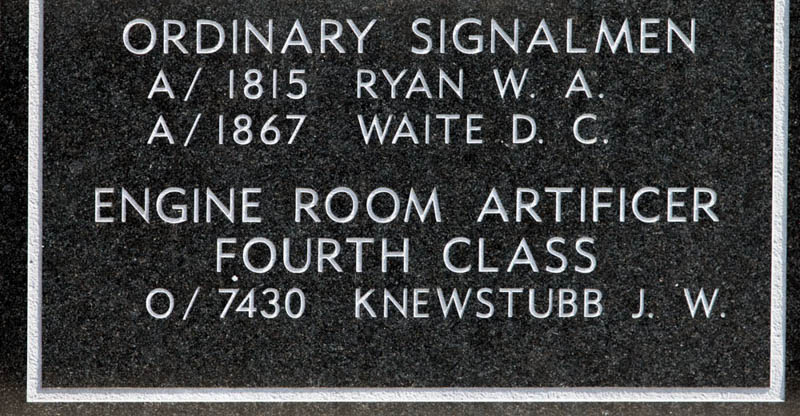 ORDINARY SIGNALMEN
A/ 1815 RYAN W. A.
A/ 1867 WAITE D. C.
ENGINE ROOM ARTIFICER
FOURTH CLASS
O/ 7430 KNEWSTUBB J. W.